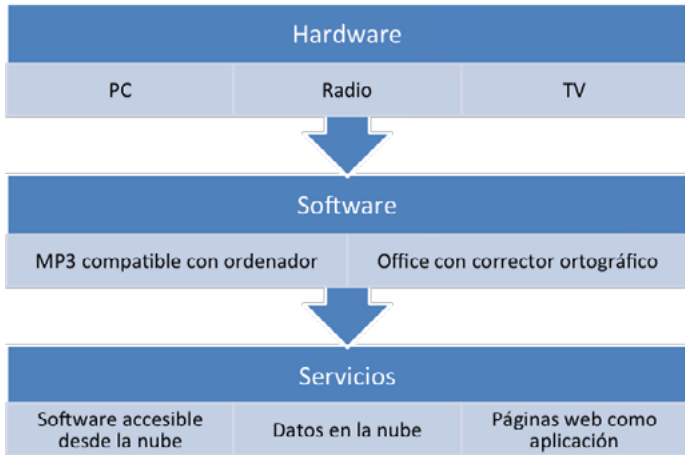 Hardware
PC
Radio
TV
Software
MP3 compatible con ordenador
Office con corrector ortográfico
Servicios
Software accesible
desde la nube
Datos en la nube
Páginas web como
aplicación